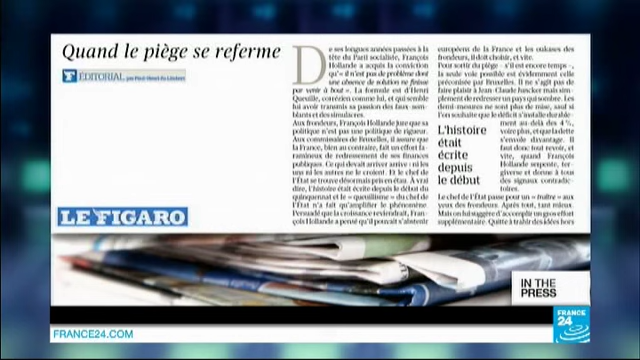 Quand le piège se referme
ÉDITORIAL par Paul-Henri du Limbert
De ses longues années passées à la
tête du Parti socialiste, François
Hollande a acquis la conviction
qu'« il n'est pas de problème dont
une absence de solution ne finisse
par venir à bout ». La formule est d'Henri
Queuille, corrézien comme lui, et qui semble
lui avoir transmis sa passion des faux-sem-
blants et des simulacres.
Aux frondeurs, François Hollande jure que sa
politique n'est pas une politique de rigueur.
Aux commissaires de Bruxelles, il assure que
la France, bien au contraire, fait un effort fa-
ramineux de redressement de ses finances
publiques. Ce qui devait arriver arrive : ni les
uns ni les autres ne le croient. Et le chef de
l'État se trouve désormais pris en étau. À vrai
dire, l'histoire était écrite depuis le début du
quinquennat et le « queuillisme » du chef de
l'État n'a fait qu'amplifier le phénomène.
Persuadé que la croissance reviendrait, Fran-
çois Hollande a pensé qu'il pouvait s'abstenir
européens de la France et les oukases des
frondeurs, il doit choisir, et vite.
Pour sortir du piège - s'il est encore temps -,
la seule voie possible est évidemment celle
préconisée par Bruxelles. Il ne s'agit pas de
faire plaisir à Jean-Claude Juncker mais sim-
plement de redresser un pays qui sombre. Les
demi-mesures ne sont plus de mise, sauf si
l'on souhaite que le déficit s'installe durable-
ment au-delà des 4 %,
voire plus, et que la dette
s'envole davantage. Il
faut donc tout revoir, et
vite, quand François
Hollande serpente, ter-
giverse et donne à tous
des signaux contradic-
toires.
L'histoire
était
écrite
depuis
le début
Le chef de l'État passe pour un « traître » aux
yeux des frondeurs. Après tout, tant mieux.
Mais on lui suggère d'accomplir un gros effort
supplémentaire. Quitte à trahir des idées hors
LE FIGARO
IN THE
PRESS
FRANCE
24
FRANCE24.COM